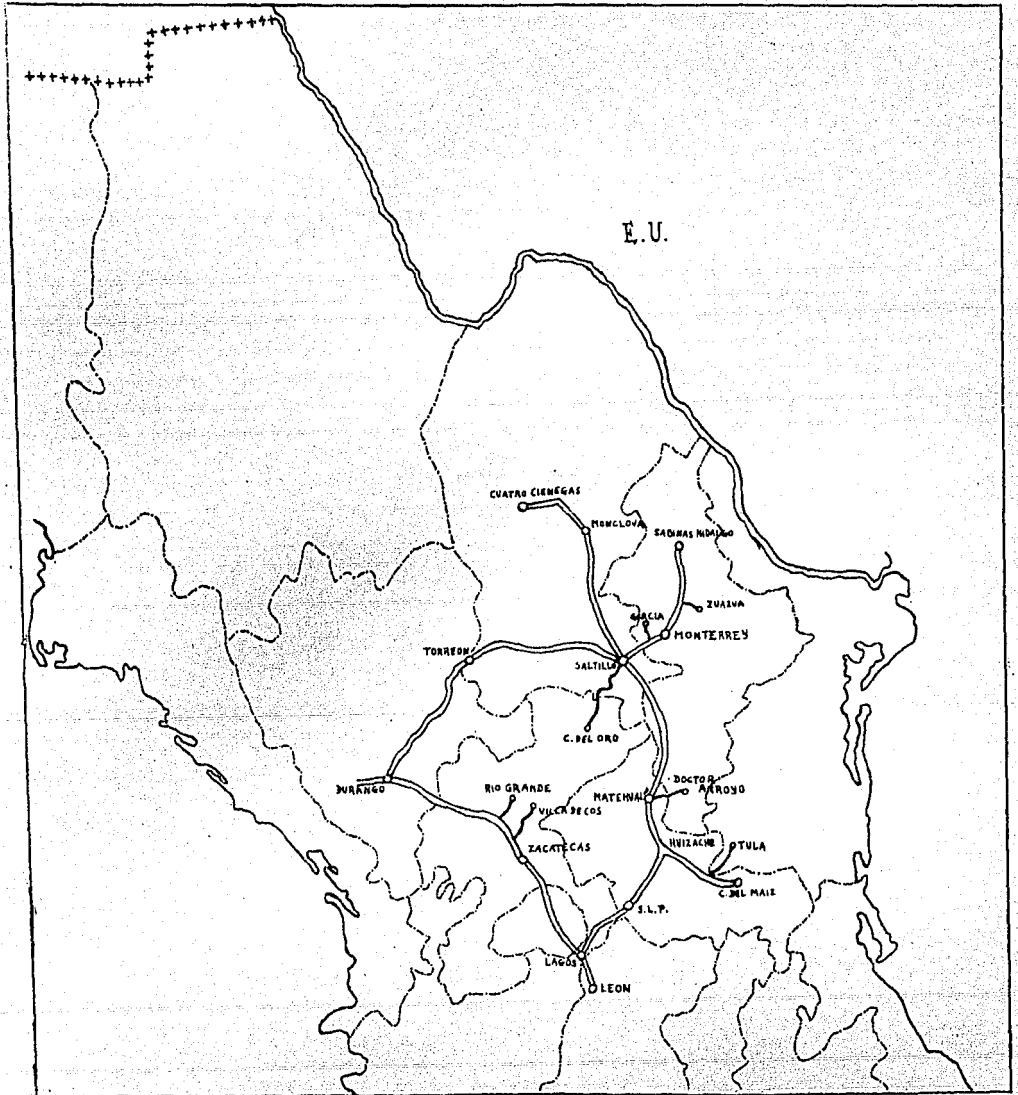 E.U.
CUATRO CIENEGAS
MONCLOVA
SABINAS HIDALGO
ZUAZUA
GARCIA
MONTERREY
TORREON
SALTILLO
C. DEL ORO
DURANGO
RIO GRANDE
VILLA DE COS
MATEHUALA
DOCTOR
ARROYO
ZACATECAS
HUIZACHE
TULA
C. DEL MAIZ
S.L.P.
LAGOS
LEON